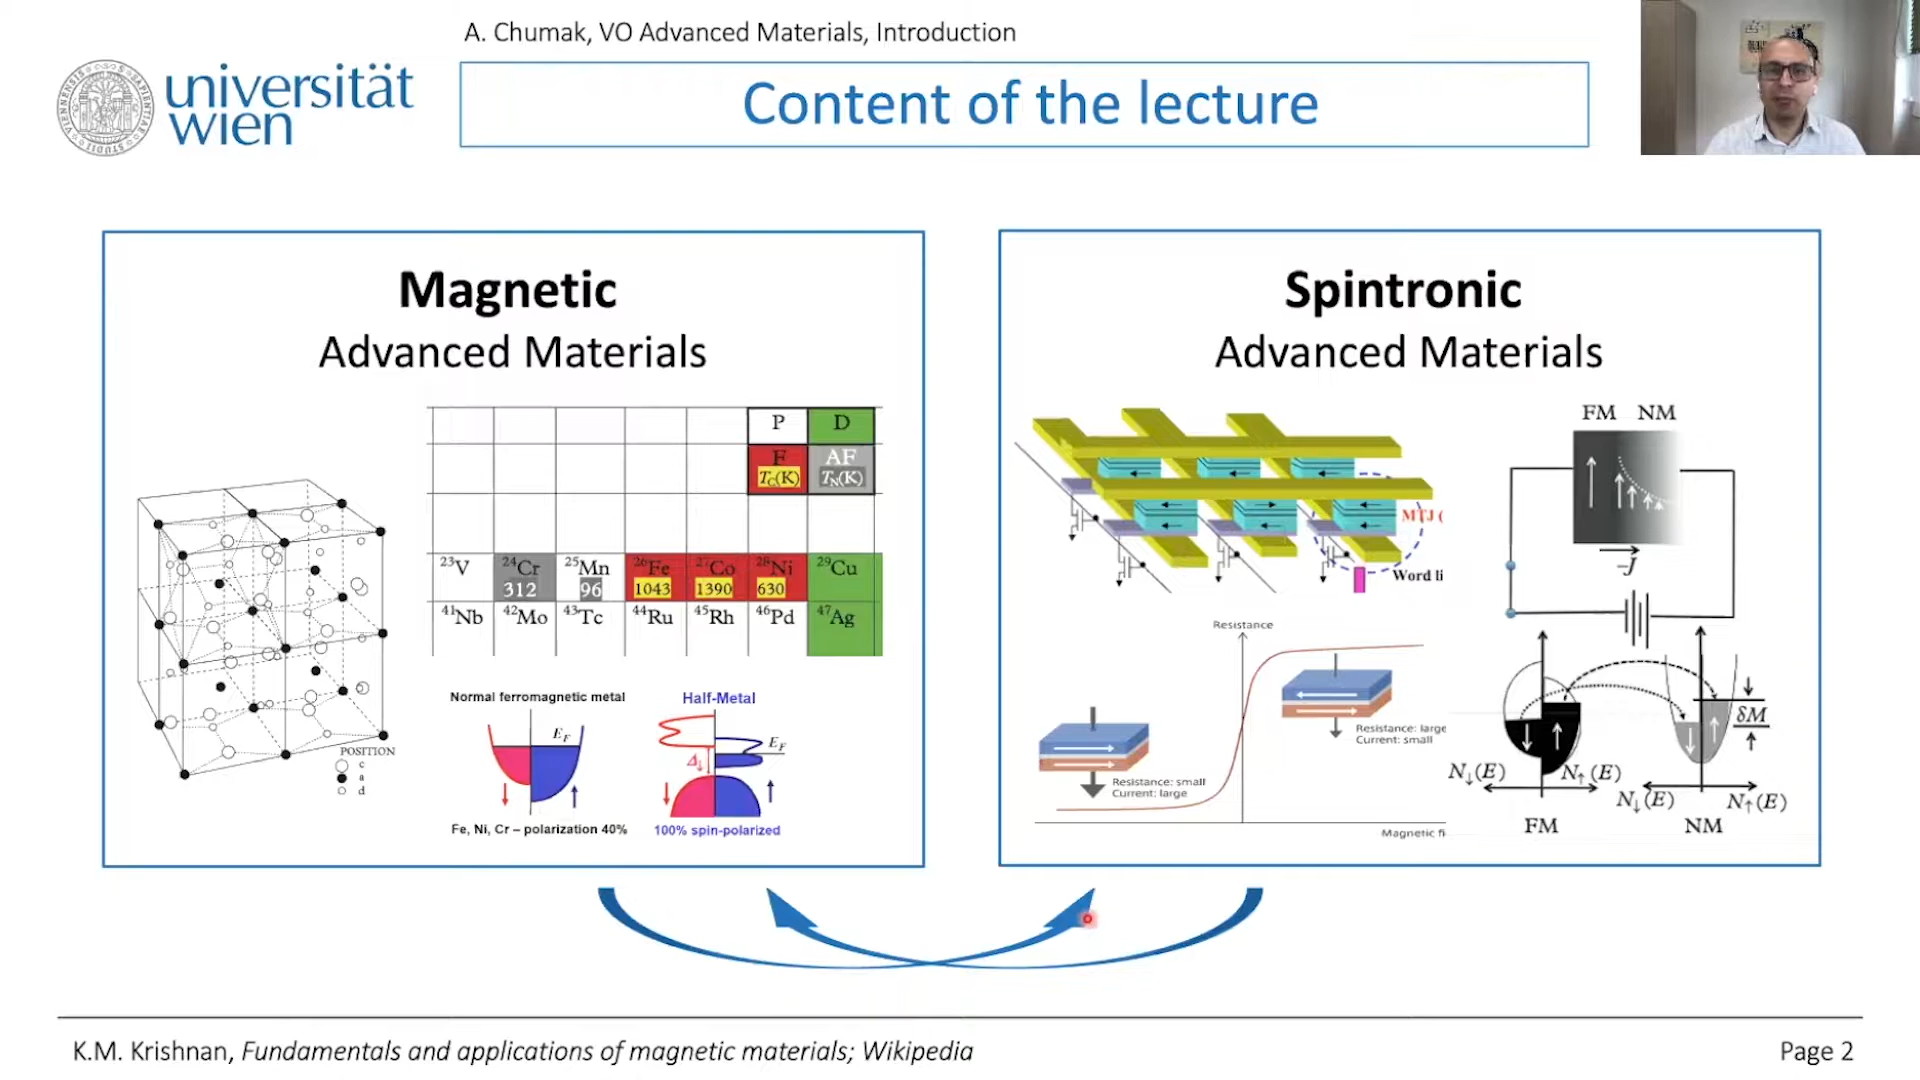 A. Chumak, VO Advanced Materials, Introduction
universität
wien
Content of the lecture
Magnetic
Advanced Materials
P D
F AF
T_C(K) T_N(K)
23V 24Cr 25Mn 26Fe 27Co 28Ni 29Cu
312 96 1043 1390 630
41Nb 42Mo 43Tc 44Ru 45Rh 46Pd 47Ag
POSITION
c
a
d
Normal ferromagnetic metal
E_F
Fe, Ni, Cr – polarization 40%
Half-Metal
E_F
Δ↓
100% spin-polarized
Spintronic
Advanced Materials
MTJ (
Word li
FM NM
-J
Resistance
Resistance: large
Current: small
Resistance: small
Current: large
Magnetic fi
δM
N↓(E) N↑(E)
N↓(E) N↑(E)
FM NM
K.M. Krishnan, Fundamentals and applications of magnetic materials; Wikipedia
Page 2